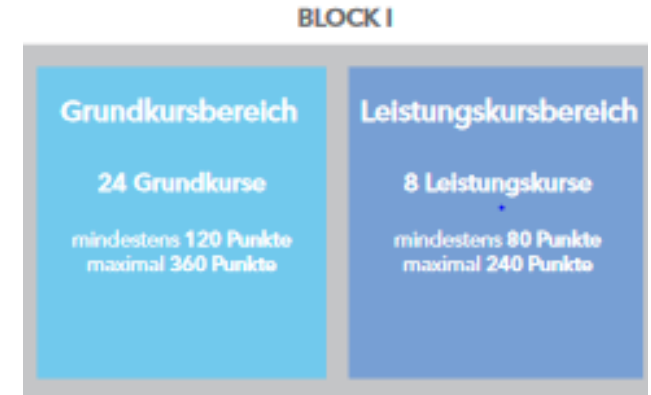 BLOCK I
Grundkursbereich
24 Grundkurse
mindestens 120 Punkte
maximal 360 Punkte
Leistungskursbereich
8 Leistungskurse
mindestens 80 Punkte
maximal 240 Punkte